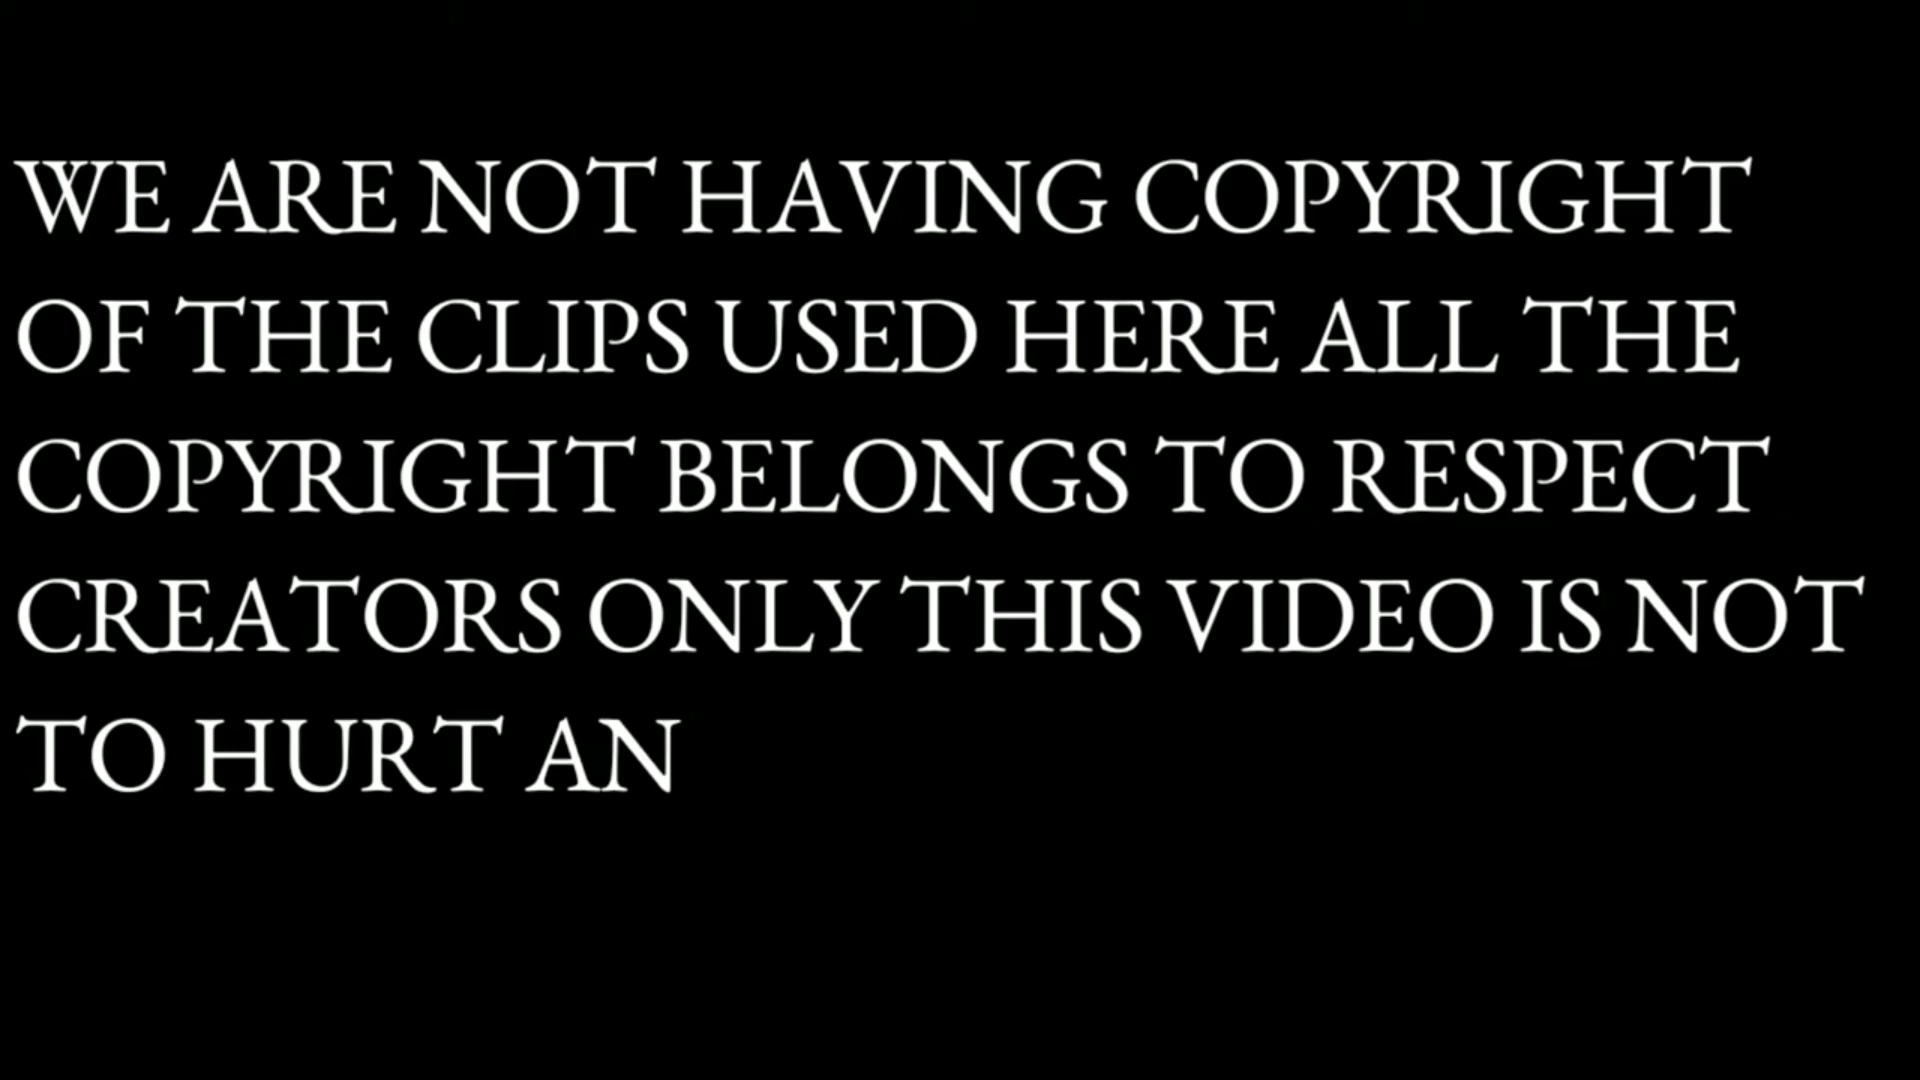 WE ARE NOT HAVING COPYRIGHT
OF THE CLIPS USED HERE ALL THE
COPYRIGHT BELONGS TO RESPECT
CREATORS ONLY THIS VIDEO IS NOT
TO HURT AN